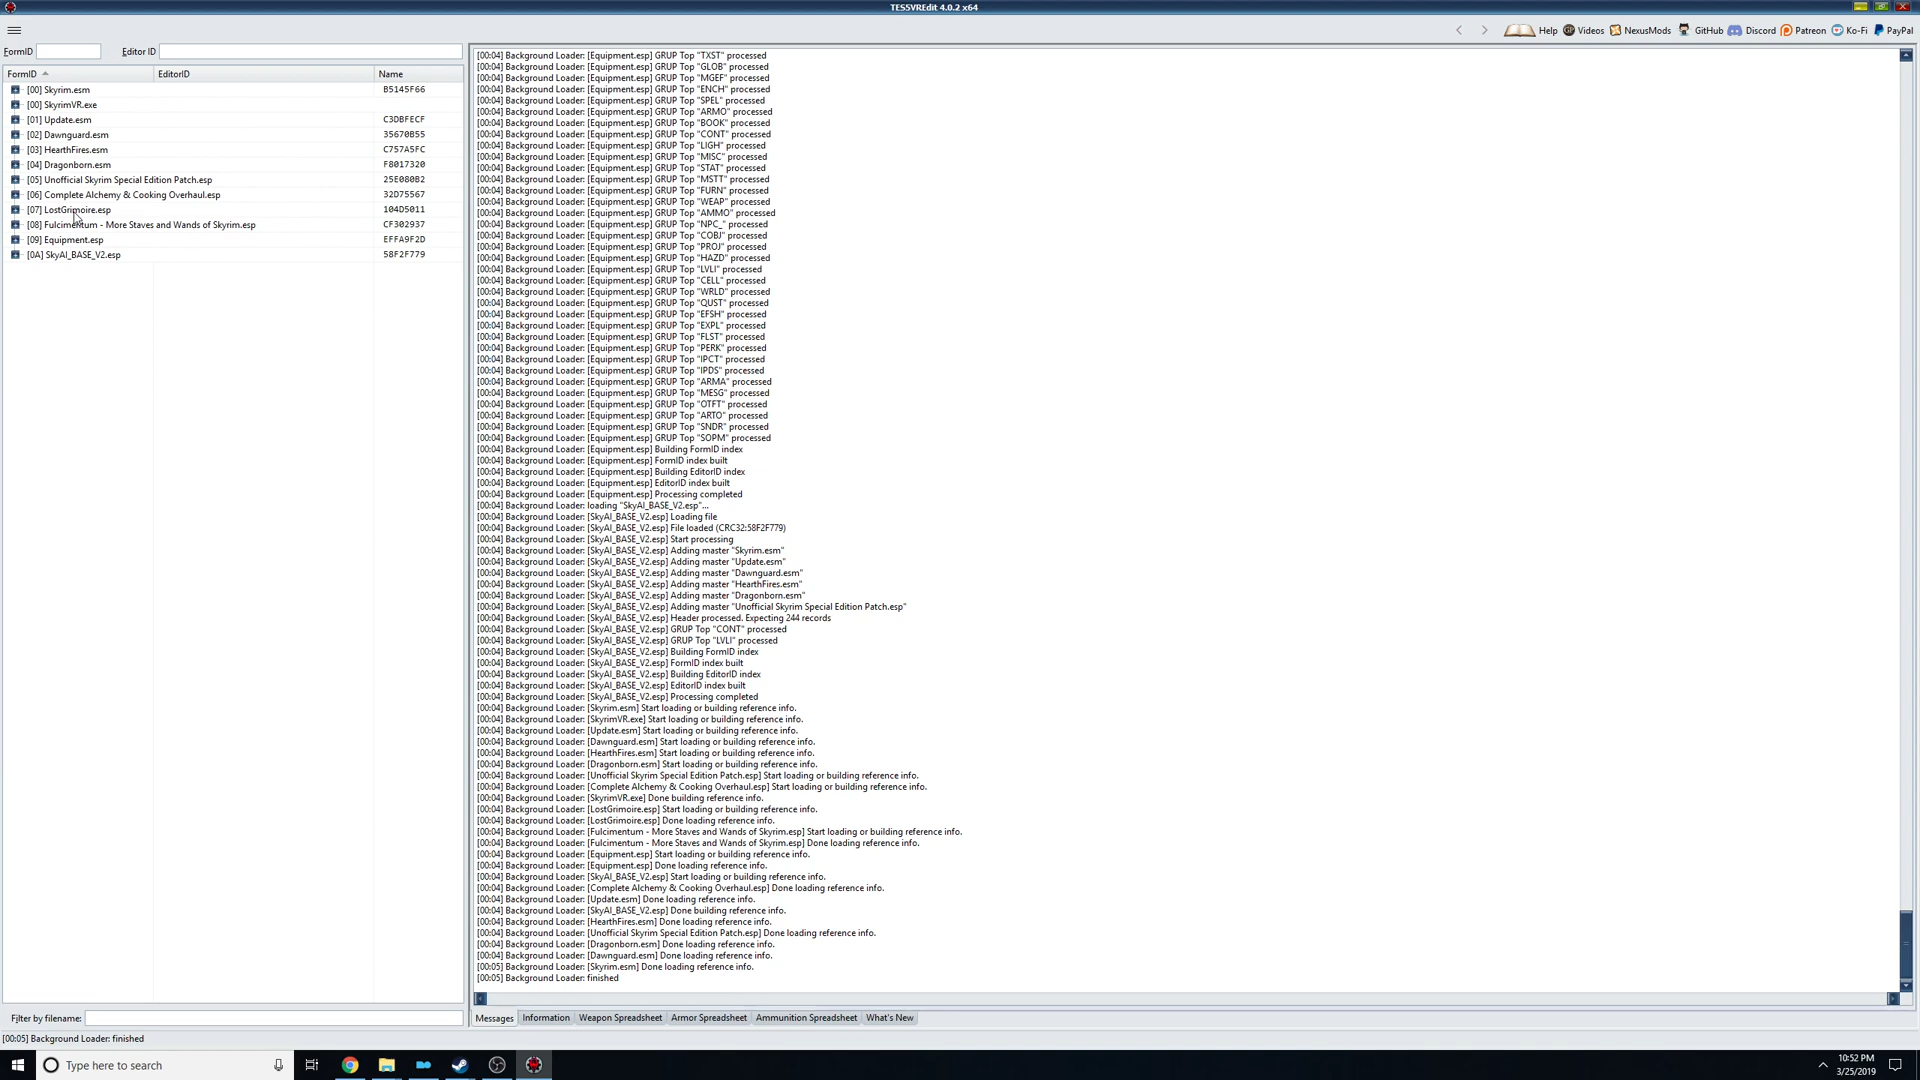 TES5VREdit 4.0.2 x64
Help Videos NexusMods GitHub Discord Patreon Ko-Fi PayPal
FormID Editor ID
FormID EditorID Name
[00] Skyrim.esm B5145F66
[00] SkyrimVR.exe
[01] Update.esm C3DBFECF
[02] Dawnguard.esm 35670B55
[03] HearthFires.esm C757A5FC
[04] Dragonborn.esm F8017320
[05] Unofficial Skyrim Special Edition Patch.esp 25E080B2
[06] Complete Alchemy & Cooking Overhaul.esp 32D75567
[07] LostGrimoire.esp 104D5011
[08] Fulcimentum - More Staves and Wands of Skyrim.esp CF302937
[09] Equipment.esp EFFA9F2D
[0A] SkyAI_BASE_V2.esp 58F2F779
[00:04] Background Loader: [Equipment.esp] GRUP Top "TXST" processed
[00:04] Background Loader: [Equipment.esp] GRUP Top "GLOB" processed
[00:04] Background Loader: [Equipment.esp] GRUP Top "MGEF" processed
[00:04] Background Loader: [Equipment.esp] GRUP Top "ENCH" processed
[00:04] Background Loader: [Equipment.esp] GRUP Top "SPEL" processed
[00:04] Background Loader: [Equipment.esp] GRUP Top "ARMO" processed
[00:04] Background Loader: [Equipment.esp] GRUP Top "BOOK" processed
[00:04] Background Loader: [Equipment.esp] GRUP Top "CONT" processed
[00:04] Background Loader: [Equipment.esp] GRUP Top "LIGH" processed
[00:04] Background Loader: [Equipment.esp] GRUP Top "MISC" processed
[00:04] Background Loader: [Equipment.esp] GRUP Top "STAT" processed
[00:04] Background Loader: [Equipment.esp] GRUP Top "MSTT" processed
[00:04] Background Loader: [Equipment.esp] GRUP Top "FURN" processed
[00:04] Background Loader: [Equipment.esp] GRUP Top "WEAP" processed
[00:04] Background Loader: [Equipment.esp] GRUP Top "AMMO" processed
[00:04] Background Loader: [Equipment.esp] GRUP Top "NPC_" processed
[00:04] Background Loader: [Equipment.esp] GRUP Top "COBJ" processed
[00:04] Background Loader: [Equipment.esp] GRUP Top "PROJ" processed
[00:04] Background Loader: [Equipment.esp] GRUP Top "HAZD" processed
[00:04] Background Loader: [Equipment.esp] GRUP Top "LVLI" processed
[00:04] Background Loader: [Equipment.esp] GRUP Top "CELL" processed
[00:04] Background Loader: [Equipment.esp] GRUP Top "WRLD" processed
[00:04] Background Loader: [Equipment.esp] GRUP Top "QUST" processed
[00:04] Background Loader: [Equipment.esp] GRUP Top "EFSH" processed
[00:04] Background Loader: [Equipment.esp] GRUP Top "EXPL" processed
[00:04] Background Loader: [Equipment.esp] GRUP Top "FLST" processed
[00:04] Background Loader: [Equipment.esp] GRUP Top "PERK" processed
[00:04] Background Loader: [Equipment.esp] GRUP Top "IPCT" processed
[00:04] Background Loader: [Equipment.esp] GRUP Top "IPDS" processed
[00:04] Background Loader: [Equipment.esp] GRUP Top "ARMA" processed
[00:04] Background Loader: [Equipment.esp] GRUP Top "MESG" processed
[00:04] Background Loader: [Equipment.esp] GRUP Top "OTFT" processed
[00:04] Background Loader: [Equipment.esp] GRUP Top "ARTO" processed
[00:04] Background Loader: [Equipment.esp] GRUP Top "SNDR" processed
[00:04] Background Loader: [Equipment.esp] GRUP Top "SOPM" processed
[00:04] Background Loader: [Equipment.esp] Building FormID index
[00:04] Background Loader: [Equipment.esp] FormID index built
[00:04] Background Loader: [Equipment.esp] Building EditorID index
[00:04] Background Loader: [Equipment.esp] EditorID index built
[00:04] Background Loader: [Equipment.esp] Processing completed
[00:04] Background Loader: loading "SkyAI_BASE_V2.esp"...
[00:04] Background Loader: [SkyAI_BASE_V2.esp] Loading file
[00:04] Background Loader: [SkyAI_BASE_V2.esp] File loaded (CRC32:58F2F779)
[00:04] Background Loader: [SkyAI_BASE_V2.esp] Start processing
[00:04] Background Loader: [SkyAI_BASE_V2.esp] Adding master "Skyrim.esm"
[00:04] Background Loader: [SkyAI_BASE_V2.esp] Adding master "Update.esm"
[00:04] Background Loader: [SkyAI_BASE_V2.esp] Adding master "Dawnguard.esm"
[00:04] Background Loader: [SkyAI_BASE_V2.esp] Adding master "HearthFires.esm"
[00:04] Background Loader: [SkyAI_BASE_V2.esp] Adding master "Dragonborn.esm"
[00:04] Background Loader: [SkyAI_BASE_V2.esp] Adding master "Unofficial Skyrim Special Edition Patch.esp"
[00:04] Background Loader: [SkyAI_BASE_V2.esp] Header processed. Expecting 244 records
[00:04] Background Loader: [SkyAI_BASE_V2.esp] GRUP Top "CONT" processed
[00:04] Background Loader: [SkyAI_BASE_V2.esp] GRUP Top "LVLI" processed
[00:04] Background Loader: [SkyAI_BASE_V2.esp] Building FormID index
[00:04] Background Loader: [SkyAI_BASE_V2.esp] FormID index built
[00:04] Background Loader: [SkyAI_BASE_V2.esp] Building EditorID index
[00:04] Background Loader: [SkyAI_BASE_V2.esp] EditorID index built
[00:04] Background Loader: [SkyAI_BASE_V2.esp] Processing completed
[00:04] Background Loader: [Skyrim.esm] Start loading or building reference info.
[00:04] Background Loader: [SkyrimVR.exe] Start loading or building reference info.
[00:04] Background Loader: [Update.esm] Start loading or building reference info.
[00:04] Background Loader: [Dawnguard.esm] Start loading or building reference info.
[00:04] Background Loader: [HearthFires.esm] Start loading or building reference info.
[00:04] Background Loader: [Dragonborn.esm] Start loading or building reference info.
[00:04] Background Loader: [Unofficial Skyrim Special Edition Patch.esp] Start loading or building reference info.
[00:04] Background Loader: [Complete Alchemy & Cooking Overhaul.esp] Start loading or building reference info.
[00:04] Background Loader: [SkyrimVR.exe] Done building reference info.
[00:04] Background Loader: [LostGrimoire.esp] Start loading or building reference info.
[00:04] Background Loader: [LostGrimoire.esp] Done loading reference info.
[00:04] Background Loader: [Fulcimentum - More Staves and Wands of Skyrim.esp] Start loading or building reference info.
[00:04] Background Loader: [Fulcimentum - More Staves and Wands of Skyrim.esp] Done loading reference info.
[00:04] Background Loader: [Equipment.esp] Start loading or building reference info.
[00:04] Background Loader: [Equipment.esp] Done loading reference info.
[00:04] Background Loader: [SkyAI_BASE_V2.esp] Start loading or building reference info.
[00:04] Background Loader: [Complete Alchemy & Cooking Overhaul.esp] Done loading reference info.
[00:04] Background Loader: [Update.esm] Done loading reference info.
[00:04] Background Loader: [SkyAI_BASE_V2.esp] Done building reference info.
[00:04] Background Loader: [HearthFires.esm] Done loading reference info.
[00:04] Background Loader: [Unofficial Skyrim Special Edition Patch.esp] Done loading reference info.
[00:04] Background Loader: [Dragonborn.esm] Done loading reference info.
[00:04] Background Loader: [Dawnguard.esm] Done loading reference info.
[00:05] Background Loader: [Skyrim.esm] Done loading reference info.
[00:05] Background Loader: finished
Filter by filename:
Messages Information Weapon Spreadsheet Armor Spreadsheet Ammunition Spreadsheet What's New
[00:05] Background Loader: finished
Type here to search
10:52 PM
3/25/2019